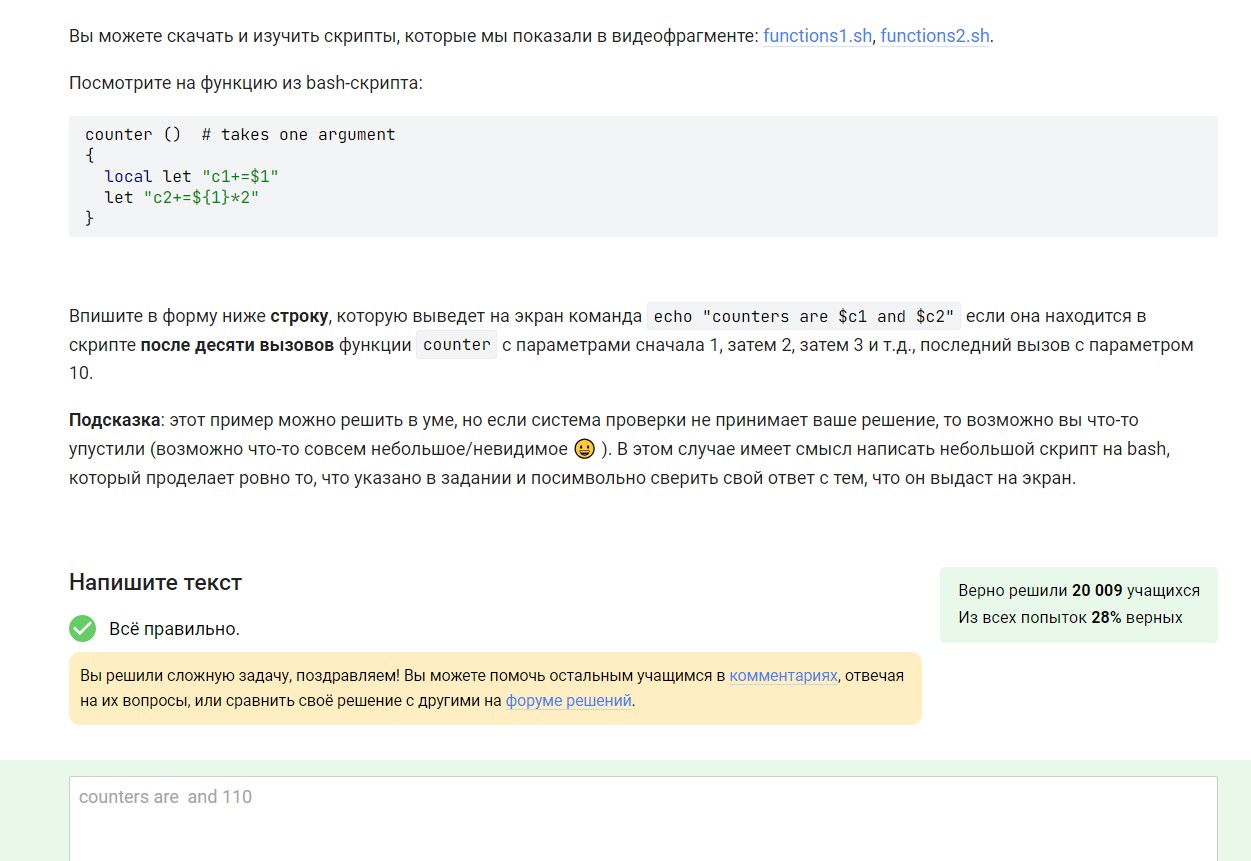 Вы можете скачать и изучить скрипты, которые мы показали в видеофрагменте: functions1.sh, functions2.sh.
Посмотрите на функцию из bash-скрипта:
counter ()  # takes one argument
{
  local let "c1+=$1"
  let "c2+=${1}*2"
}
Впишите в форму ниже строку, которую выведет на экран команда echo "counters are $c1 and $c2" если она находится в
скрипте после десяти вызовов функции counter с параметрами сначала 1, затем 2, затем 3 и т.д., последний вызов с параметром
10.
Подсказка: этот пример можно решить в уме, но если система проверки не принимает ваше решение, то возможно вы что-то
упустили (возможно что-то совсем небольшое/невидимое 😀 ). В этом случае имеет смысл написать небольшой скрипт на bash,
который проделает ровно то, что указано в задании и посимвольно сверить свой ответ с тем, что он выдаст на экран.
Напишите текст
Всё правильно.
Верно решили 20 009 учащихся
Из всех попыток 28% верных
Вы решили сложную задачу, поздравляем! Вы можете помочь остальным учащимся в комментариях, отвечая
на их вопросы, или сравнить своё решение с другими на форуме решений.
counters are  and 110